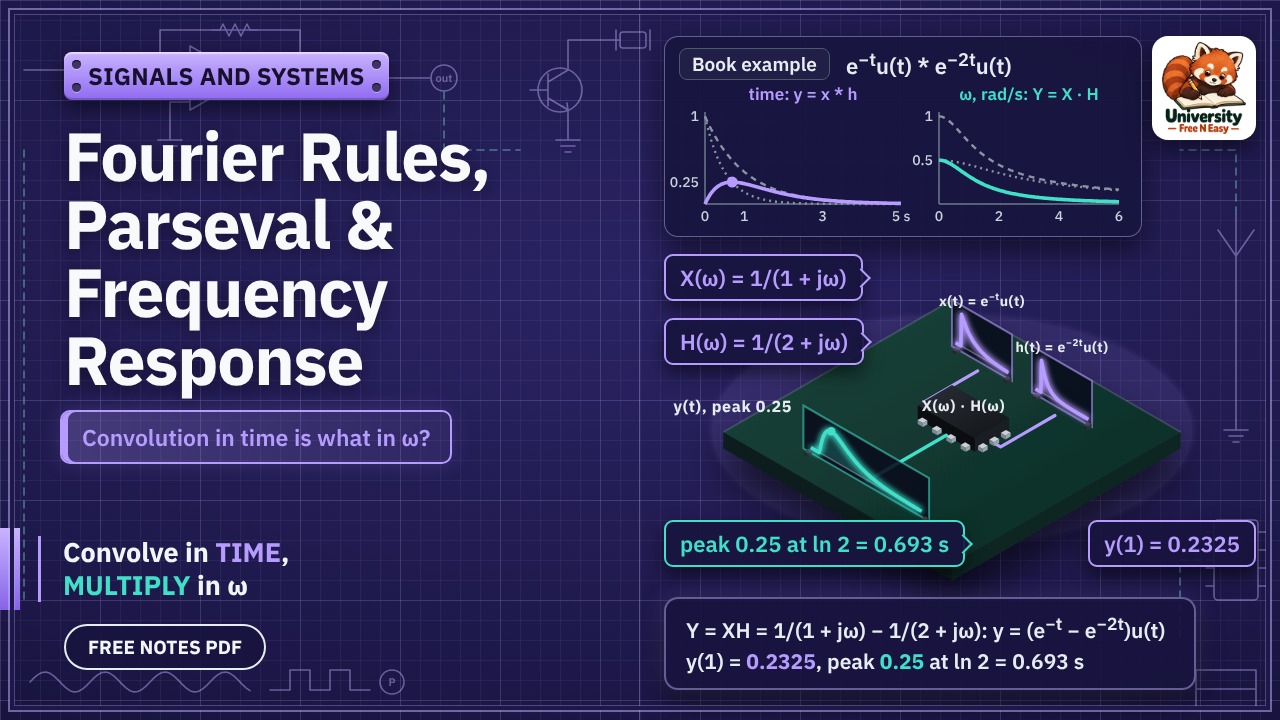 SIGNALS AND SYSTEMS
out
Fourier Rules,
Parseval &
Frequency
Response
Convolution in time is what in ω?
Convolve in TIME,
MULTIPLY in ω
FREE NOTES PDF
P
Book example
e⁻ᵗu(t) * e⁻²ᵗu(t)
time: y = x * h
1
0.25
0 1 3 5 s
ω, rad/s: Y = X · H
1
0.5
0 2 4 6
University
Free N Easy
X(ω) = 1/(1 + jω)
H(ω) = 1/(2 + jω)
x(t) = e⁻ᵗu(t)
h(t) = e⁻²ᵗu(t)
y(t), peak 0.25
X(ω) · H(ω)
peak 0.25 at ln 2 = 0.693 s
y(1) = 0.2325
Y = XH = 1/(1 + jω) − 1/(2 + jω): y = (e⁻ᵗ − e⁻²ᵗ)u(t)
y(1) = 0.2325, peak 0.25 at ln 2 = 0.693 s